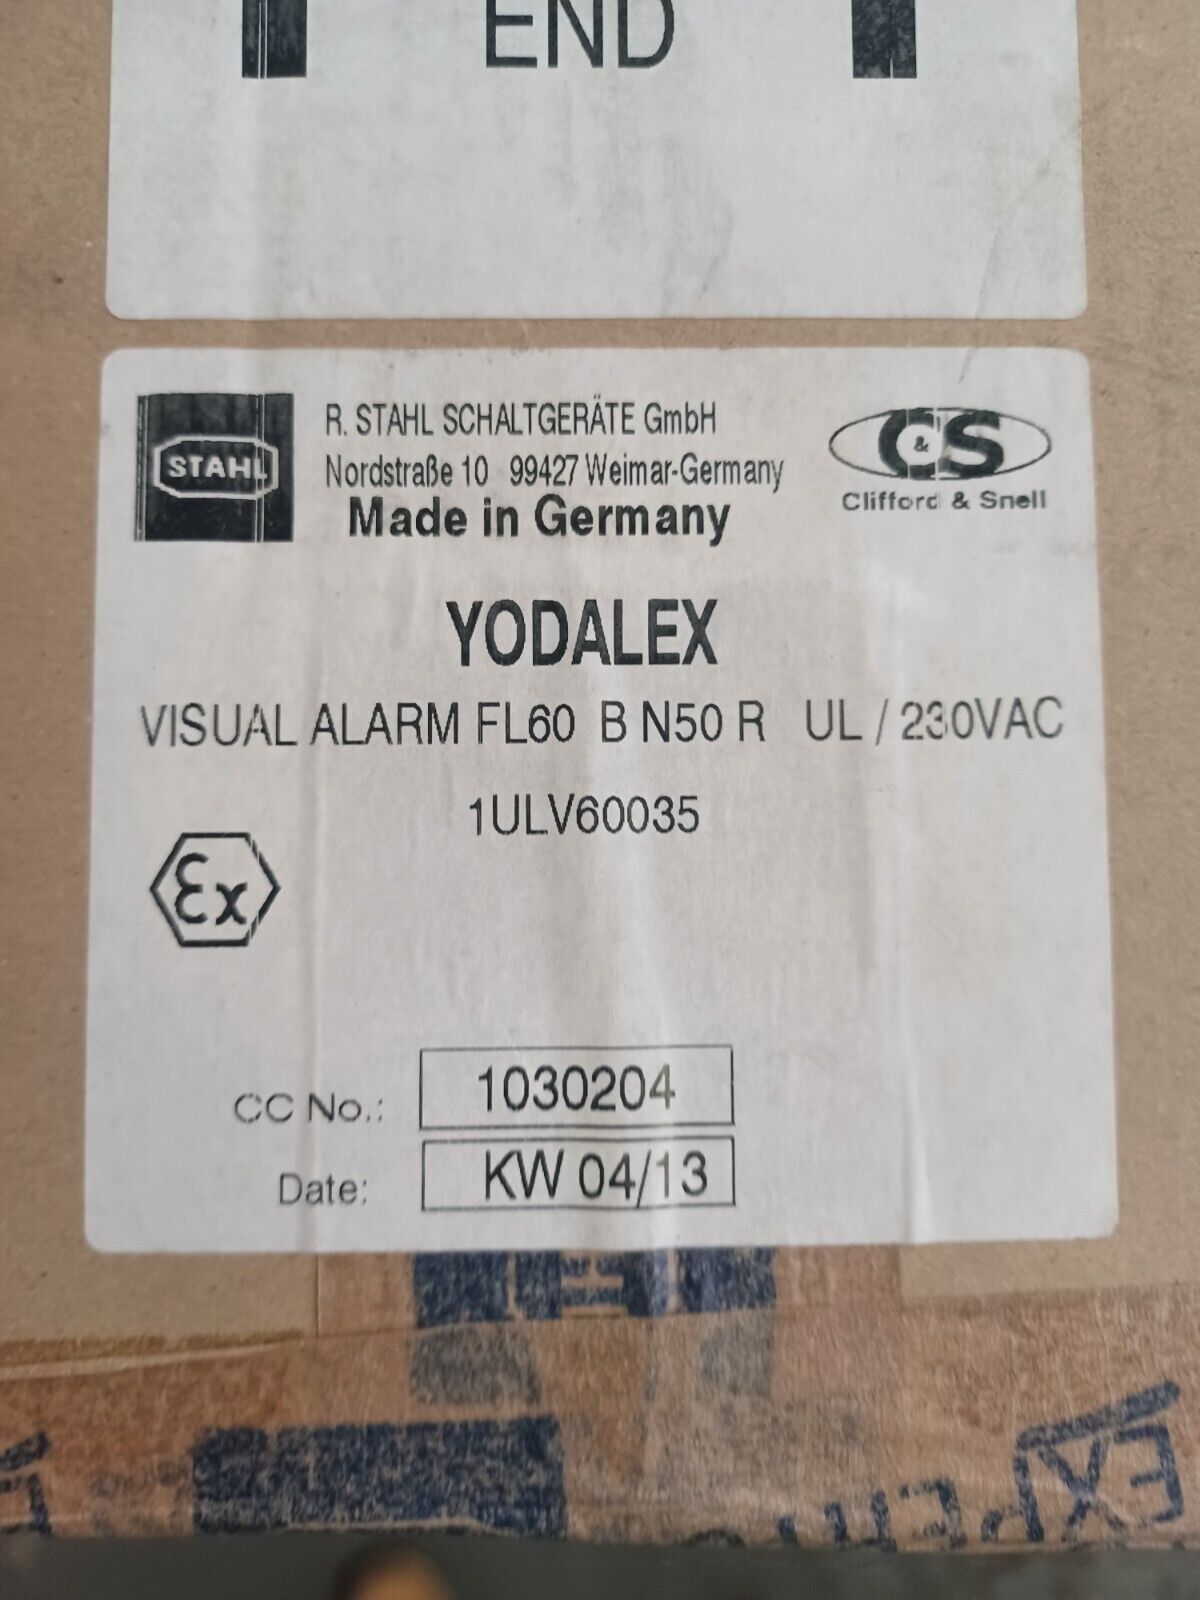 END
STAHL
R. STAHL SCHALTGERÄTE GmbH
Nordstraße 10 99427 Weimar-Germany
Made in Germany
C&S
Clifford & Snell
YODALEX
VISUAL ALARM FL60 B N50 R UL / 230VAC
1ULV60035
Ex
CC No.: 1030204
Date: KW 04/13